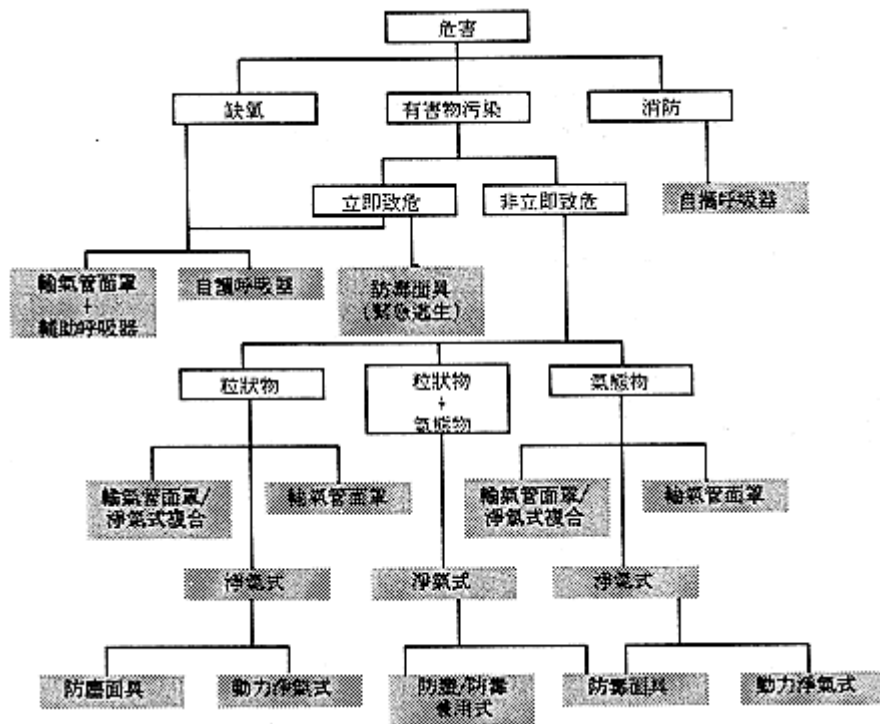 危害
缺氧
有害物污染
消防
立即致危
非立即致危
自攜呼吸器
輸氣管面罩
+
輔助呼吸器
自攜呼吸器
防毒面具
(緊急逃生)
粒狀物
粒狀物
+
氣態物
氣態物
輸氣管面罩/
淨氣式複合
輸氣管面罩
輸氣管面罩/
淨氣式複合
輸氣管面罩
淨氣式
淨氣式
淨氣式
防塵面具
動力淨氣式
防塵/防毒
兼用式
防毒面具
動力淨氣式